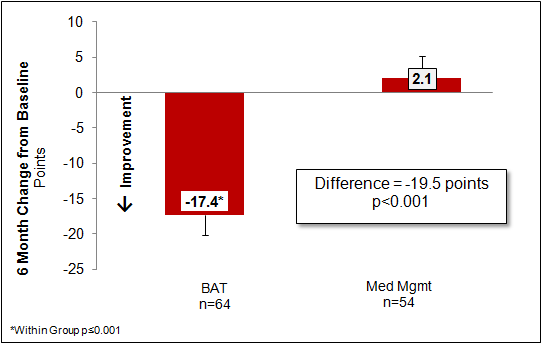 10
5
0
-5
-10
-15
-20
-25
6 Month Change from Baseline
Points
← Improvement
-17.4*
2.1
Difference = -19.5 points
p<0.001
BAT
n=64
Med Mgmt
n=54
*Within Group p≤0.001